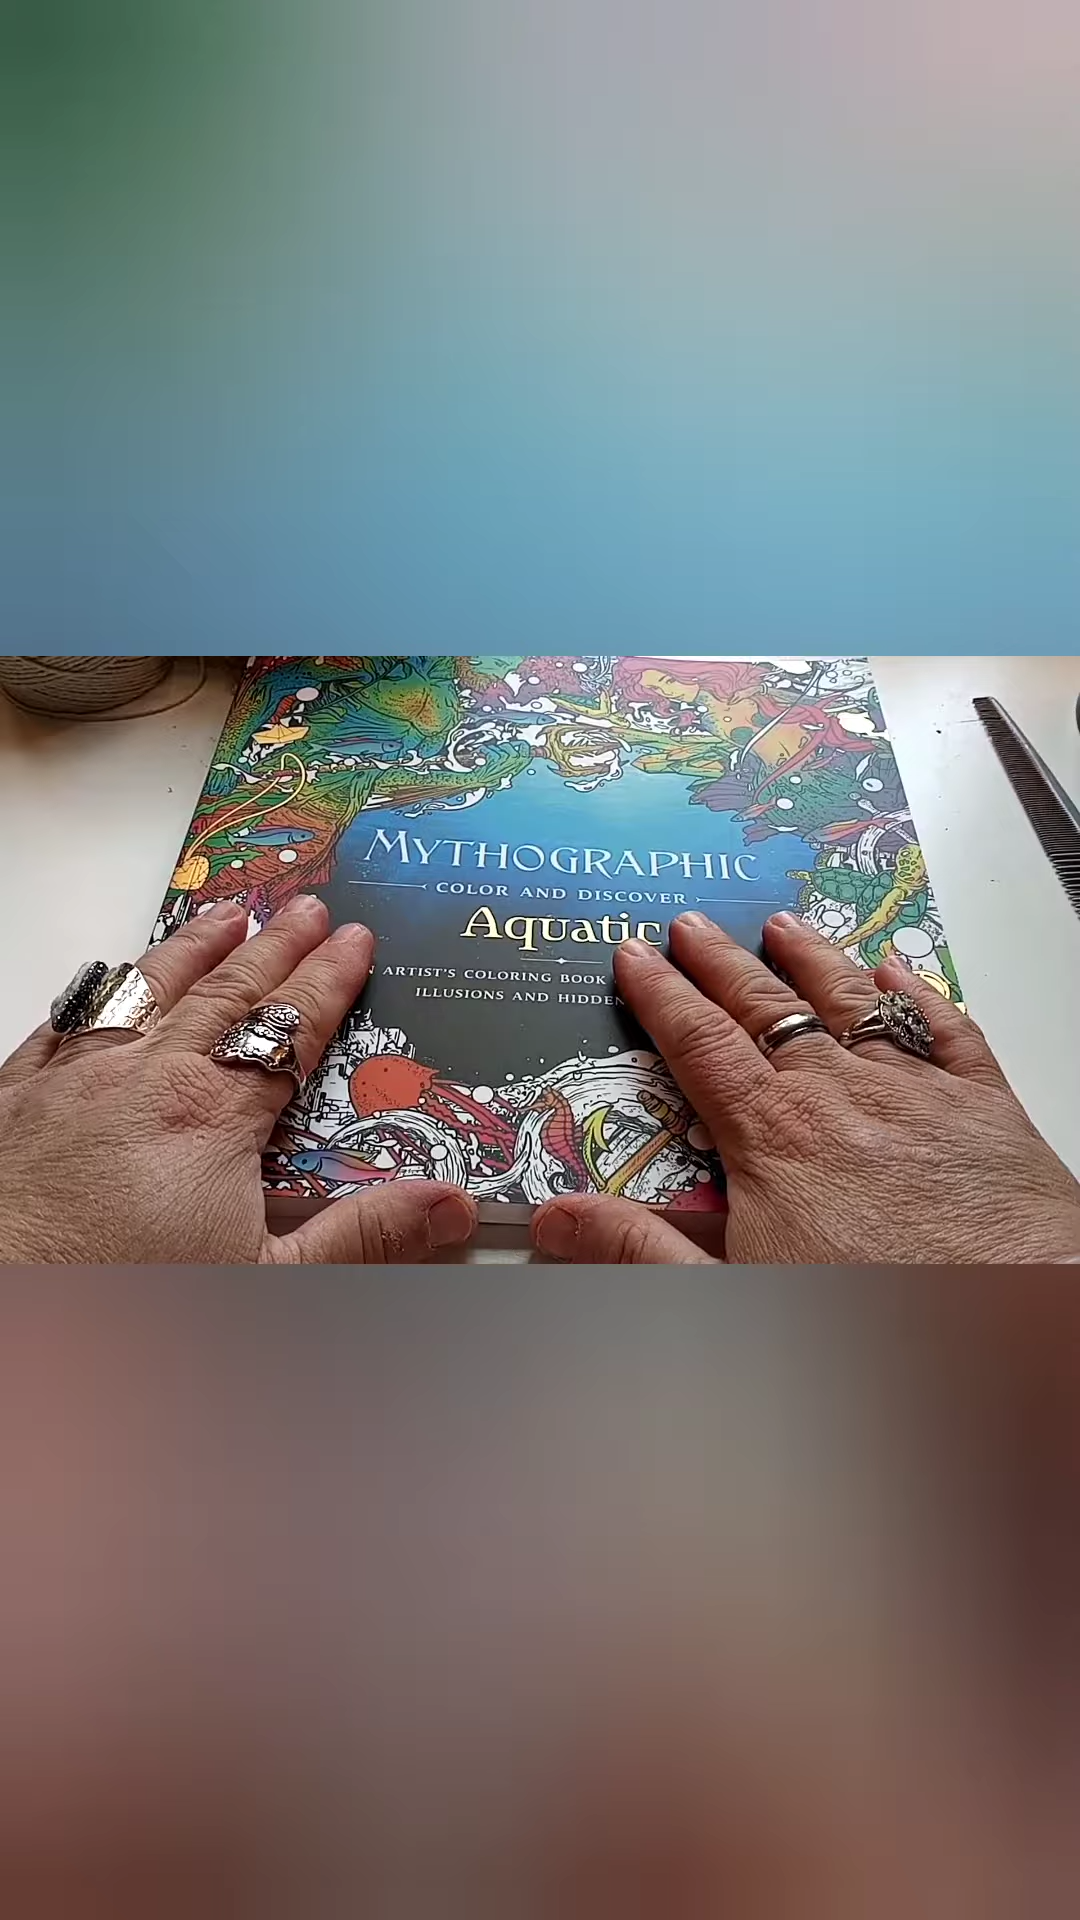 MYTHOGRAPHIC
COLOR AND DISCOVER
Aquatic
ARTIST'S COLORING BOOK
ILLUSIONS AND HIDDEN